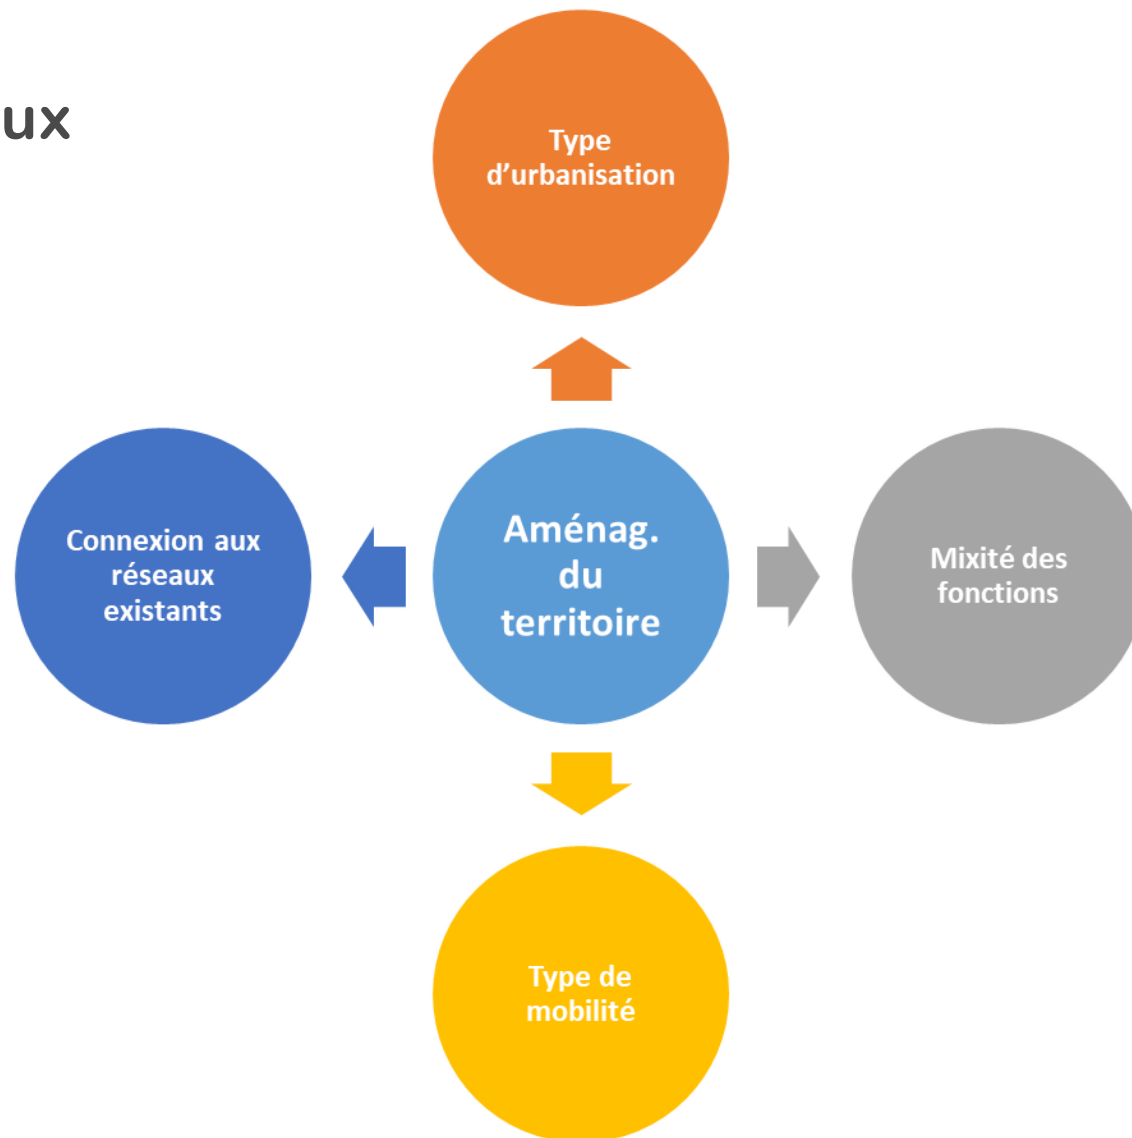 ux
Type
d’urbanisation
Connexion aux
réseaux
existants
Aménag.
du
territoire
Mixité des
fonctions
Type de
mobilité